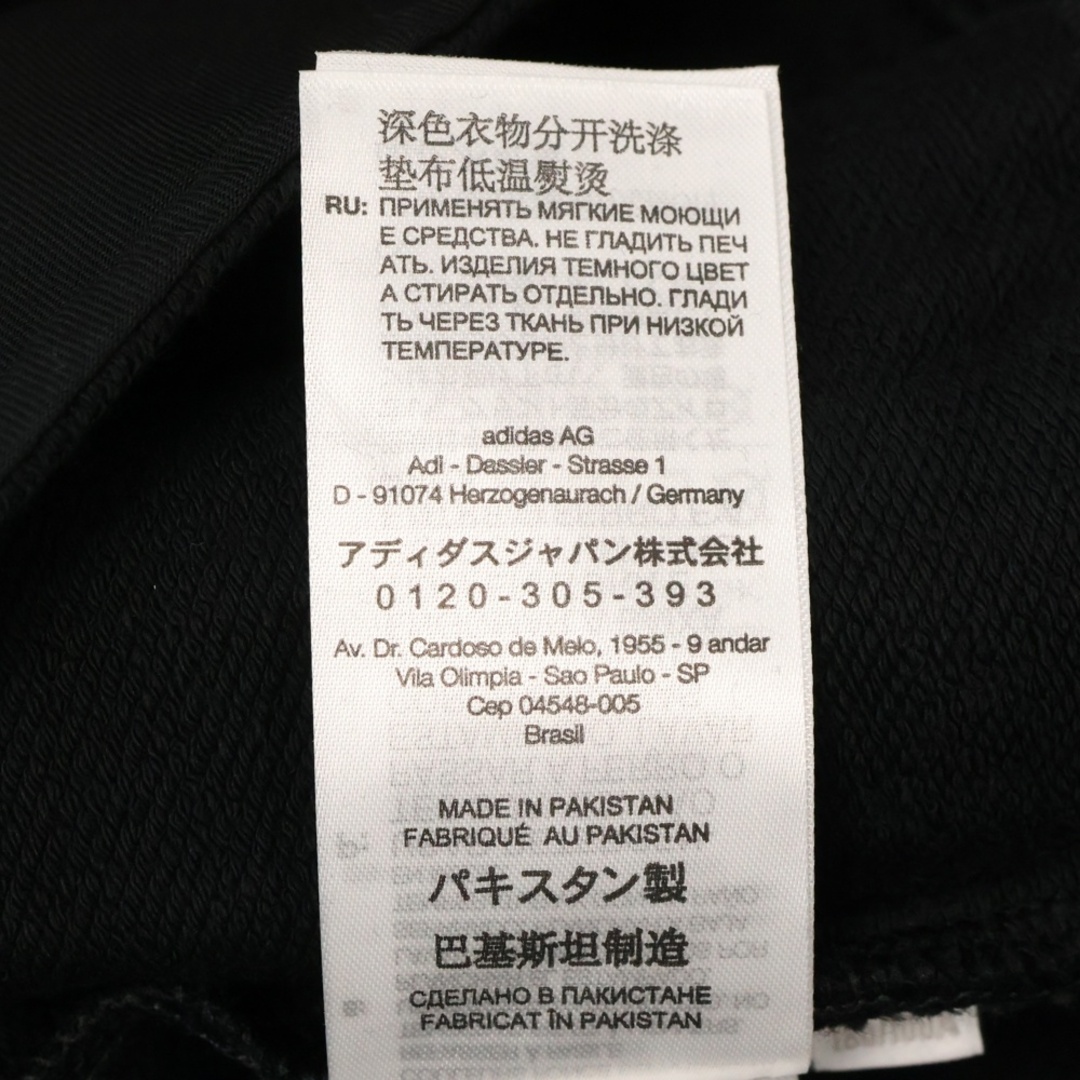 深色衣物分开洗涤
垫布低温熨烫
RU: ПРИМЕНЯТЬ МЯГКИЕ МОЮЩИ
Е СРЕДСТВА. НЕ ГЛАДИТЬ ПЕЧ
АТЬ. ИЗДЕЛИЯ ТЕМНОГО ЦВЕТ
А СТИРАТЬ ОТДЕЛЬНО. ГЛАДИ
ТЬ ЧЕРЕЗ ТКАНЬ ПРИ НИЗКОЙ
ТЕМПЕРАТУРЕ.
adidas AG
Adi - Dassler - Strasse 1
D - 91074 Herzogenaurach / Germany
アディダスジャパン株式会社
0120-305-393
Av. Dr. Cardoso de Melo, 1955 - 9 andar
Vila Olimpia - Sao Paulo - SP
Cep 04548-005
Brasil
MADE IN PAKISTAN
FABRIQUÉ AU PAKISTAN
パキスタン製
巴基斯坦制造
СДЕЛАНО В ПАКИСТАНЕ
FABRICAT ÎN PAKISTAN